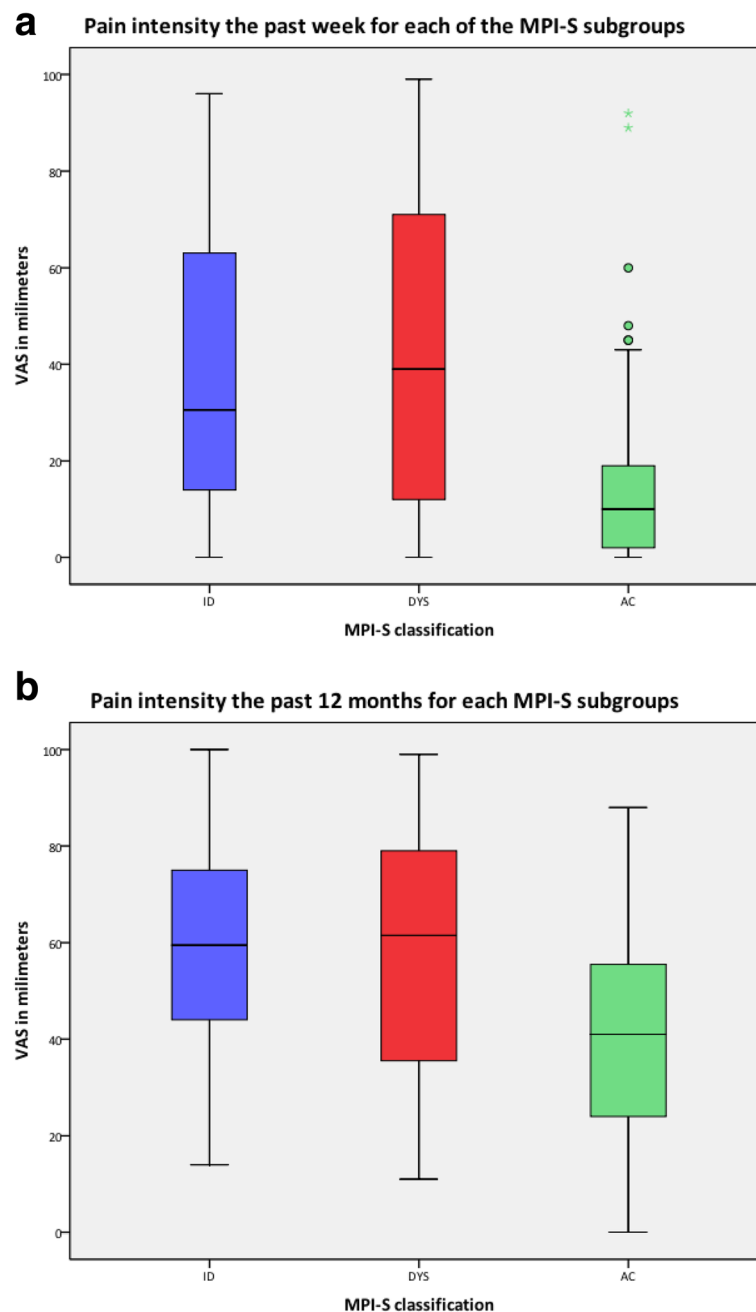 a
Pain intensity the past week for each of the MPI-S subgroups
100
80
60
40
20
0
VAS in milimeters
ID DYS AC
MPI-S classification
b
Pain intensity the past 12 months for each MPI-S subgroups
100
80
60
40
20
0
VAS in milimeters
ID DYS AC
MPI-S classification